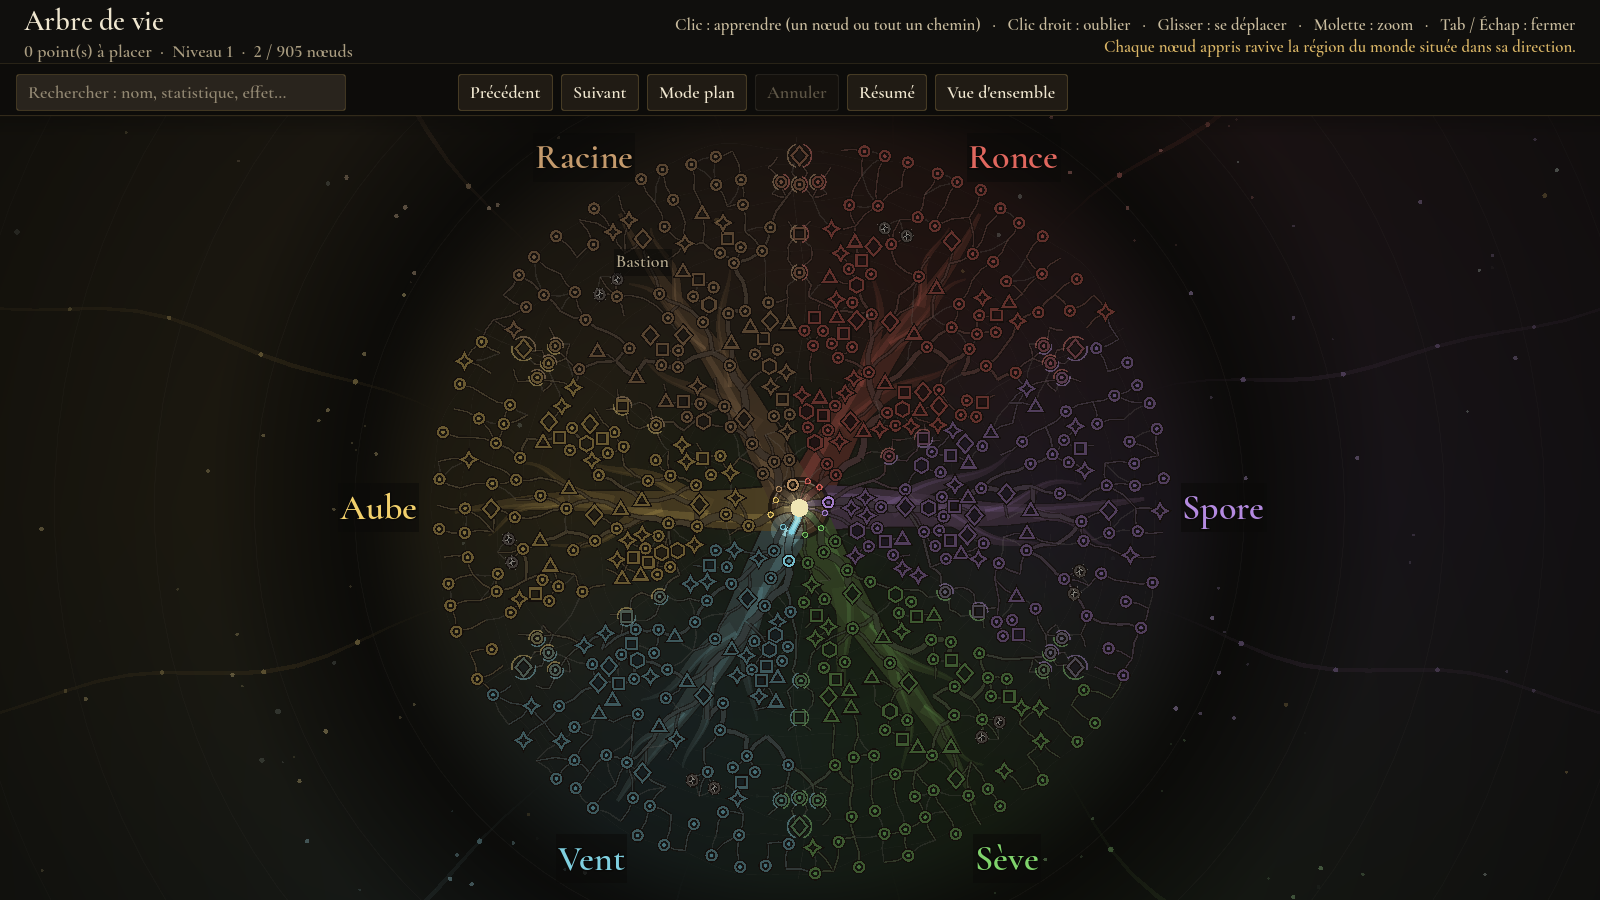 Arbre de vie
0 point(s) à placer · Niveau 1 · 2 / 905 nœuds
Clic : apprendre (un nœud ou tout un chemin) · Clic droit : oublier · Glisser : se déplacer · Molette : zoom · Tab / Échap : fermer
Chaque nœud appris ravive la région du monde située dans sa direction.
Rechercher : nom, statistique, effet...
Précédent
Suivant
Mode plan
Annuler
Résumé
Vue d'ensemble
Racine
Ronce
Bastion
Aube
Spore
Vent
Sève